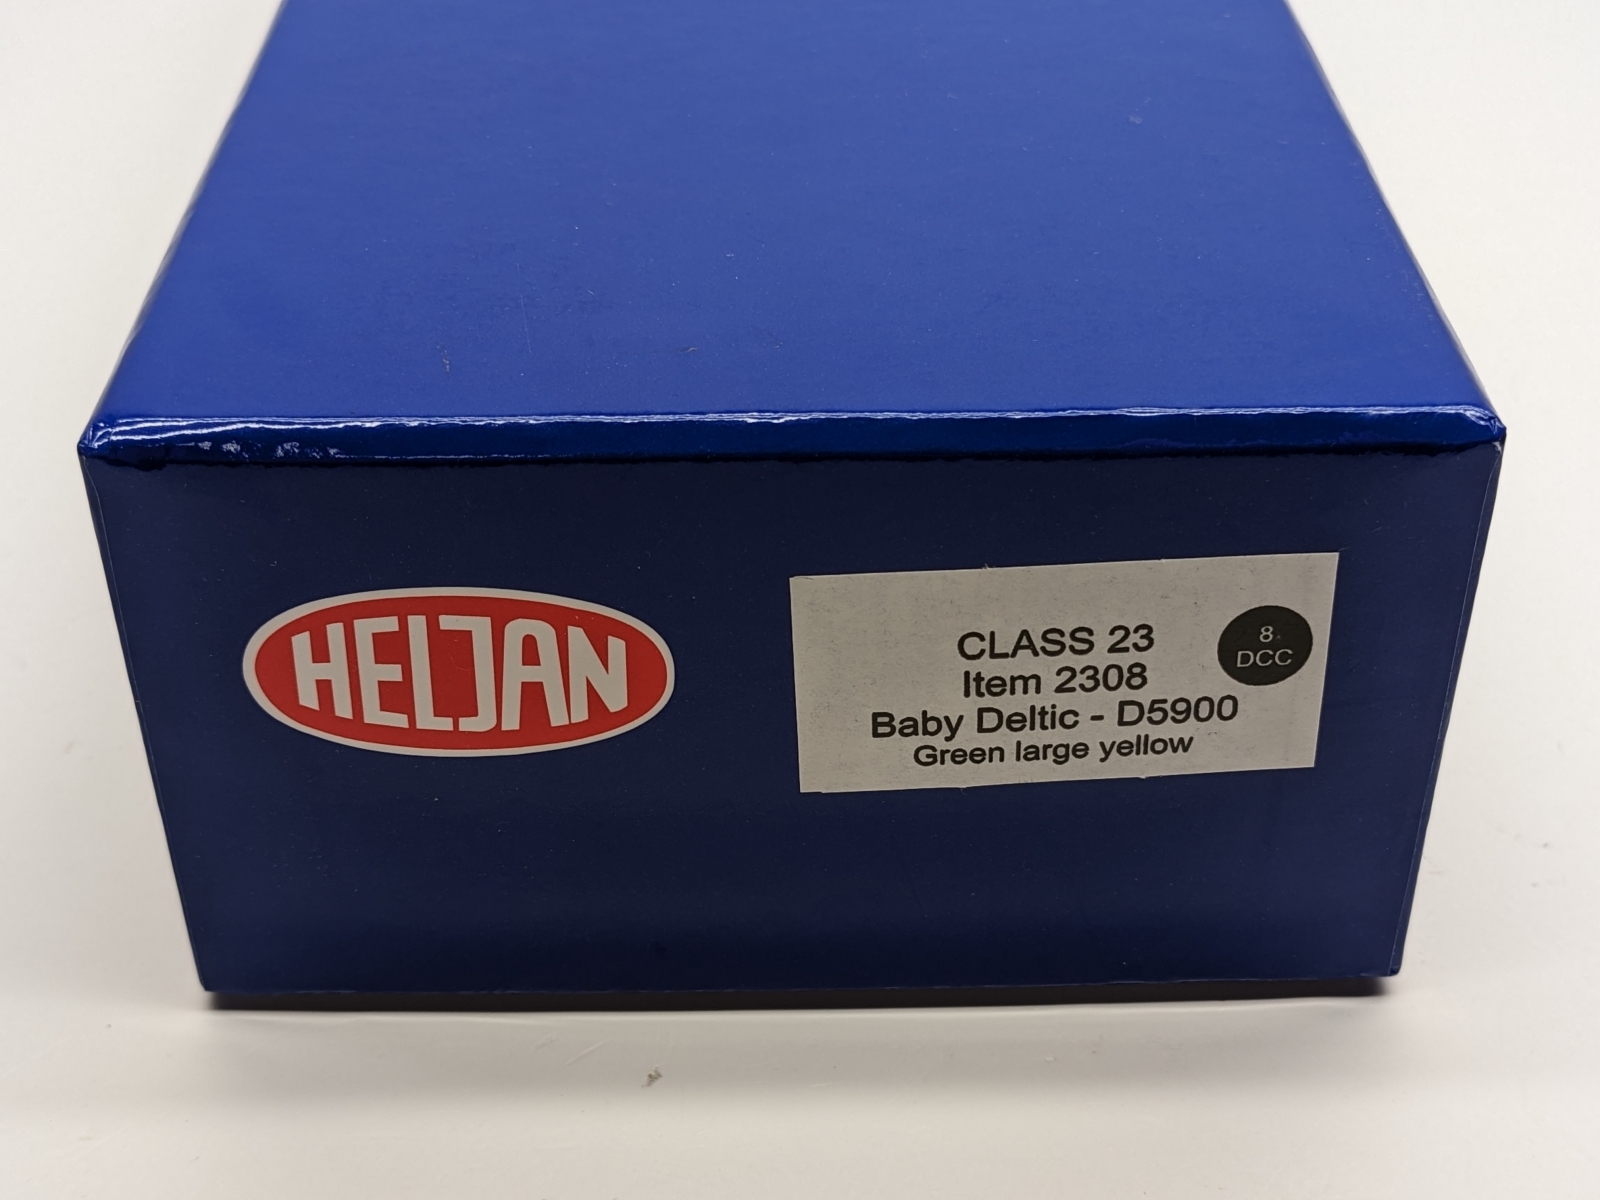 HELJAN
CLASS 23
Item 2308
Baby Deltic - D5900
Green large yellow
8
DCC